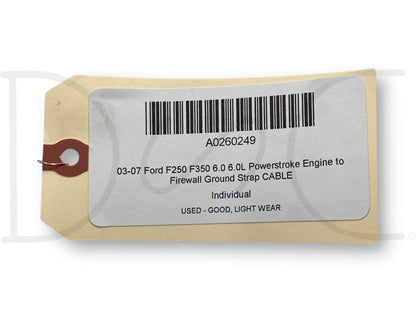 A0260249
03-07 Ford F250 F350 6.0 6.0L Powerstroke Engine to
Firewall Ground Strap CABLE
Individual
USED - GOOD, LIGHT WEAR